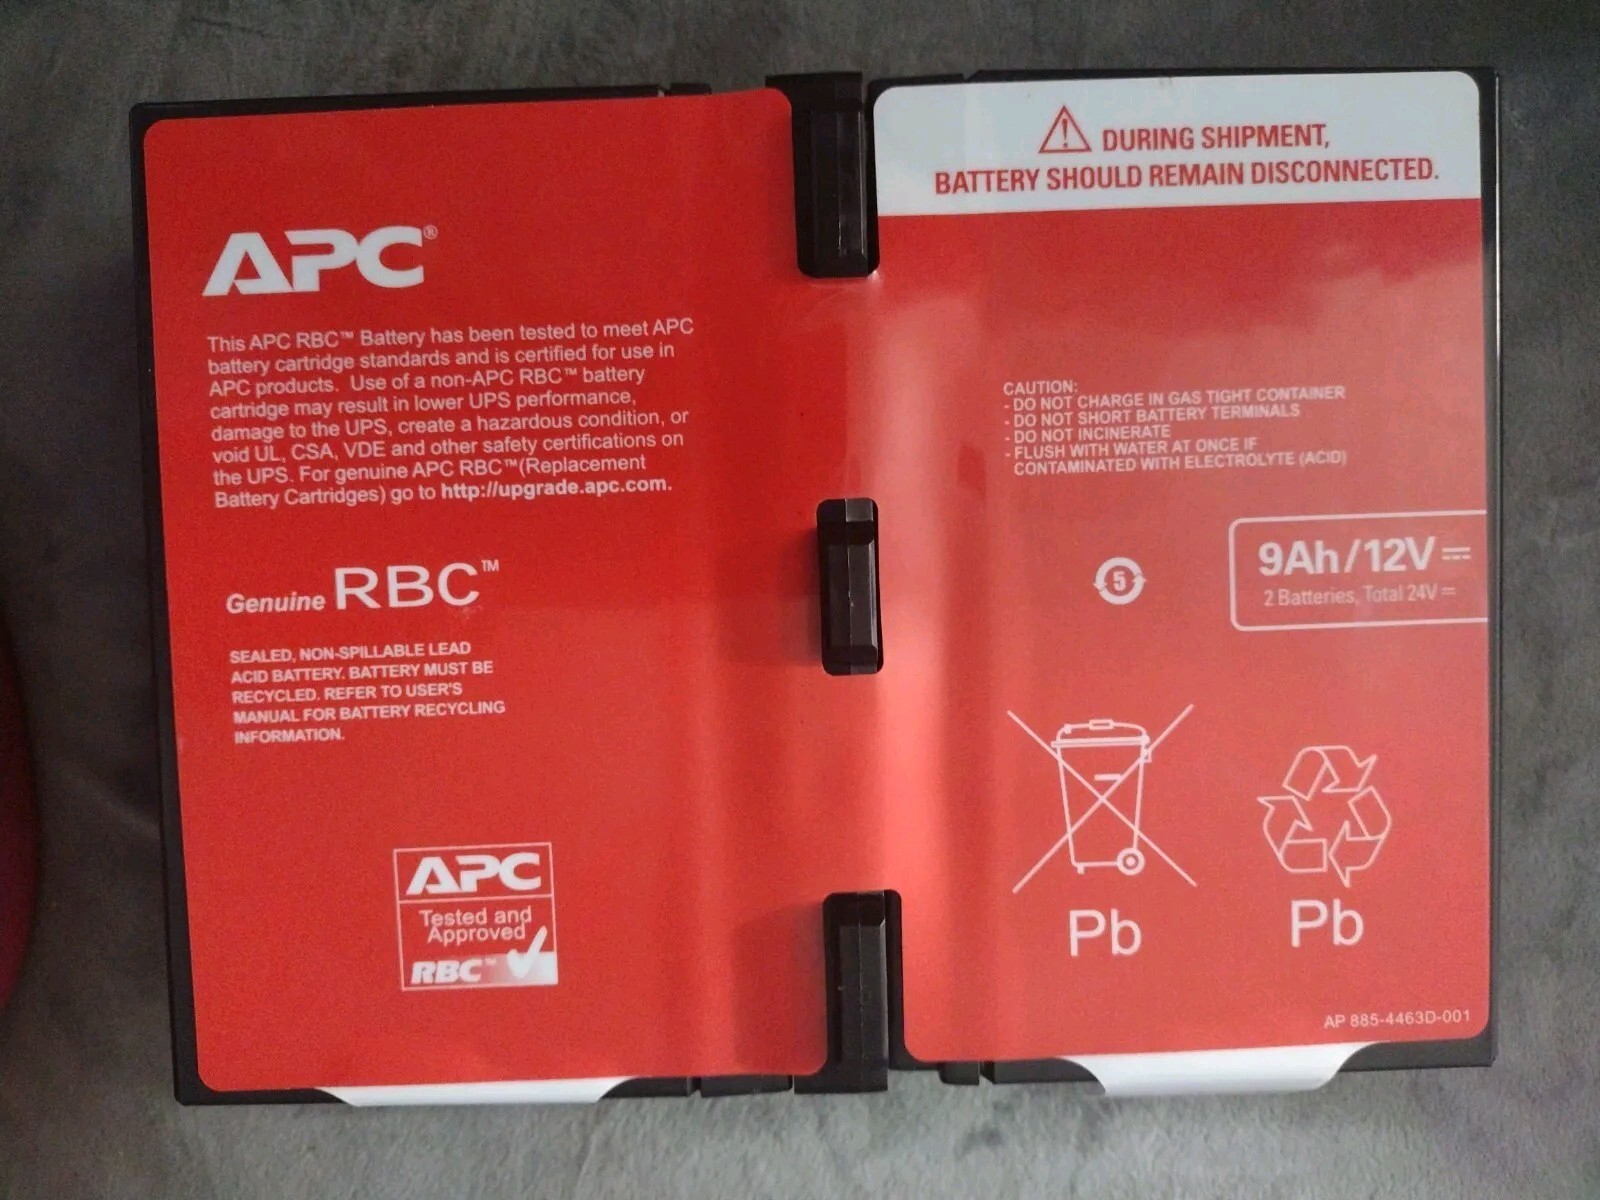 APC®
This APC RBC™ Battery has been tested to meet APC
battery cartridge standards and is certified for use in
APC products. Use of a non-APC RBC™ battery
cartridge may result in lower UPS performance,
damage to the UPS, create a hazardous condition, or
void UL, CSA, VDE and other safety certifications on
the UPS. For genuine APC RBC™(Replacement
Battery Cartridges) go to http://upgrade.apc.com.
Genuine RBC™
SEALED, NON-SPILLABLE LEAD
ACID BATTERY. BATTERY MUST BE
RECYCLED. REFER TO USER'S
MANUAL FOR BATTERY RECYCLING
INFORMATION.
APC
Tested and
Approved
RBC™
DURING SHIPMENT,
BATTERY SHOULD REMAIN DISCONNECTED.
CAUTION:
- DO NOT CHARGE IN GAS TIGHT CONTAINER
- DO NOT SHORT BATTERY TERMINALS
- DO NOT INCINERATE
- FLUSH WITH WATER AT ONCE IF
CONTAMINATED WITH ELECTROLYTE (ACID)
5
9Ah/12V⎓
2 Batteries, Total 24V⎓
Pb
Pb
AP 885-4463D-001